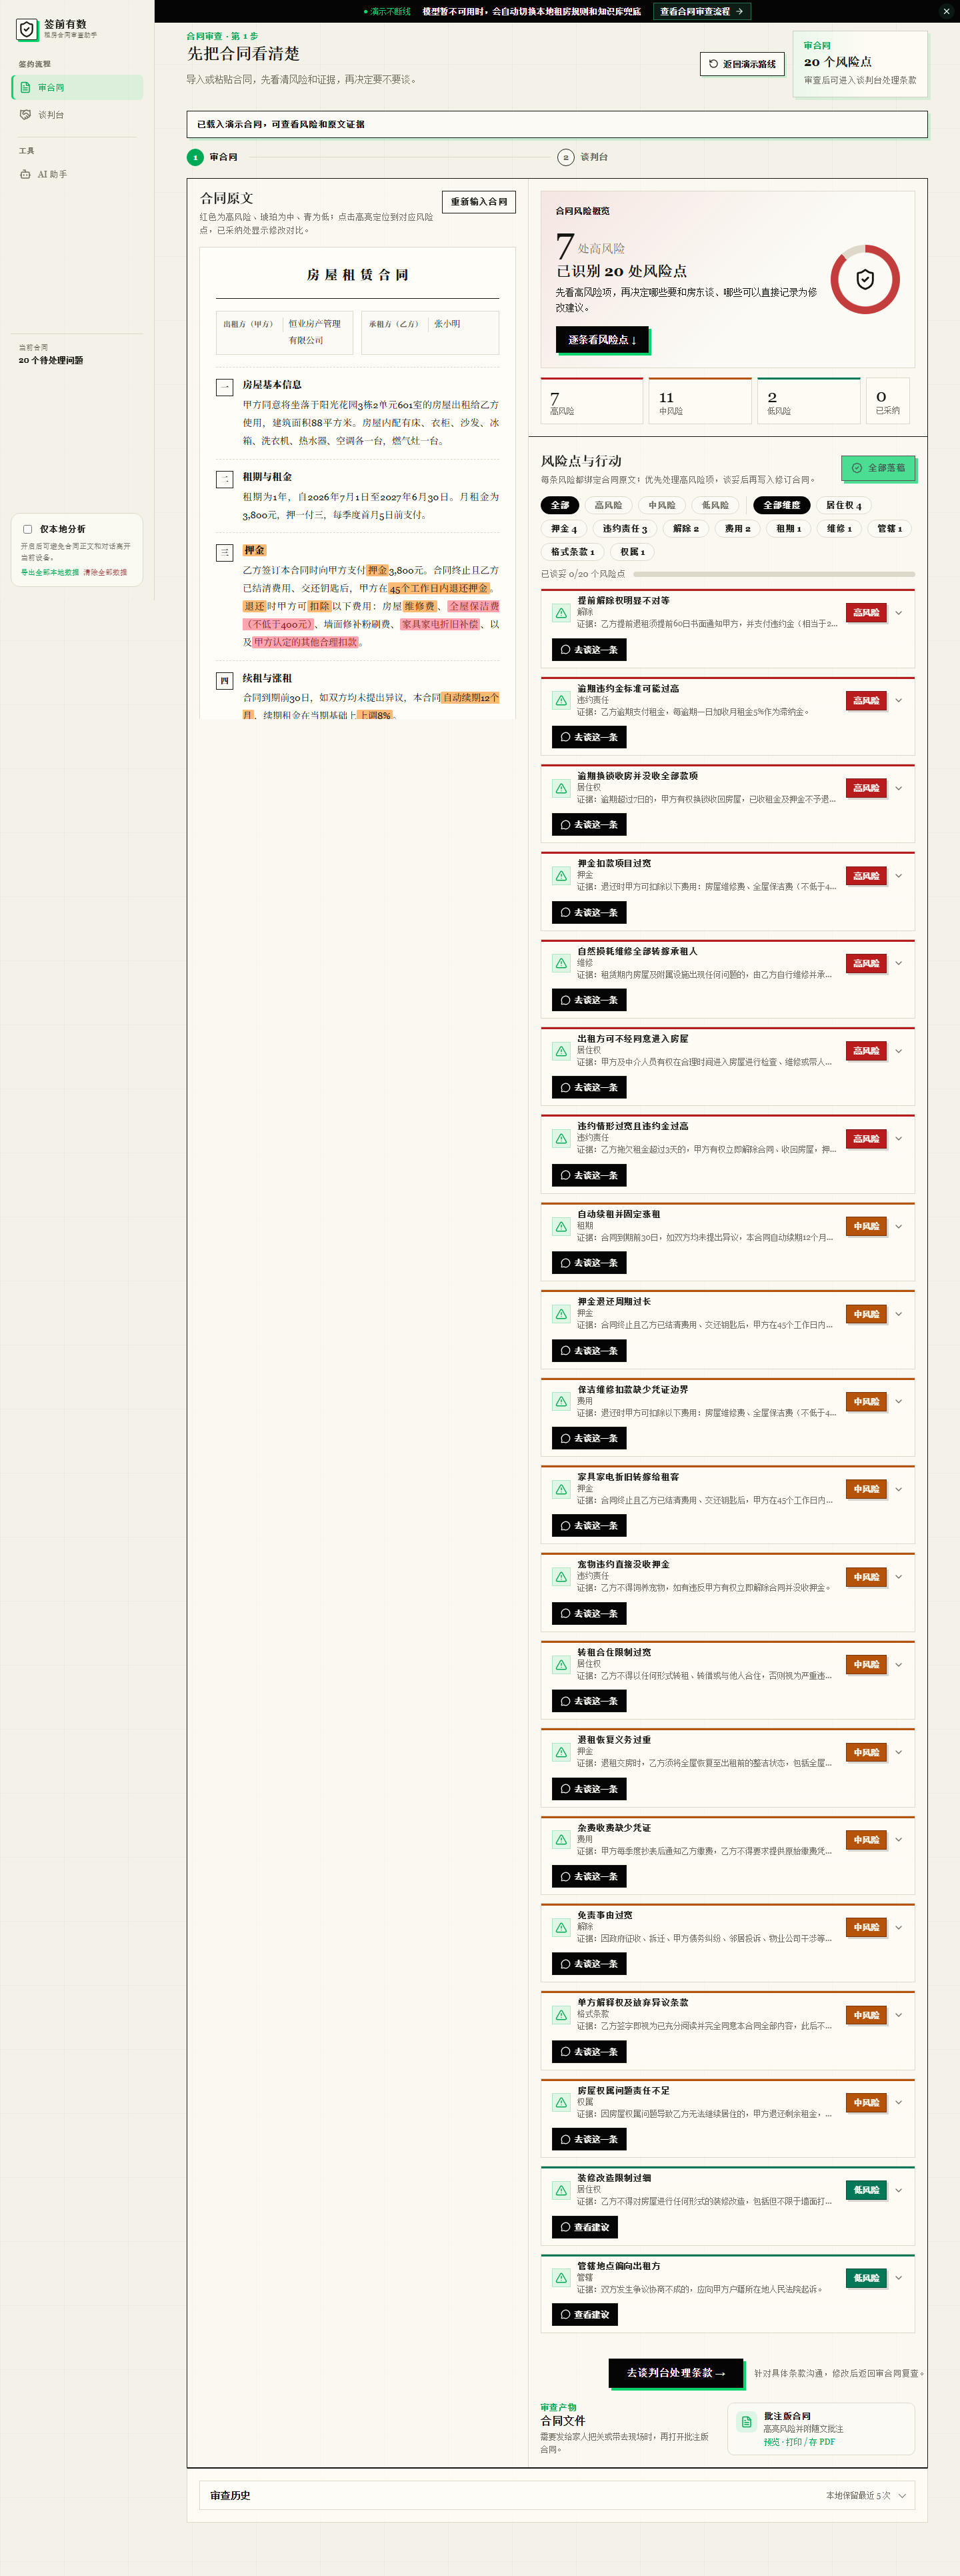 签前有数
租房合同审查助手
签约流程
审合同
谈判台
工具
AI 助手
当前合同
20 个待处理问题
仅本地分析
开启后可避免合同正文和对话离开
当前设备。
导出全部本地数据 清除全部数据
演示不断线 模型暂不可用时，会自动切换本地租房规则和知识库兜底 查看合同审查流程 →
合同审查 · 第 1 步
先把合同看清楚
导入或粘贴合同，先看清风险和证据，再决定要不要谈。
返回演示路线
审合同
20 个风险点
审查后可进入谈判台处理条款
已载入演示合同，可查看风险和原文证据
1 审合同
2 谈判台
合同原文
红色为高风险、琥珀为中、青为低；点击高亮定位到对应风险
点，已采纳处显示修改对比。
重新输入合同
房屋租赁合同
出租方（甲方） 恒业房产管理
有限公司
承租方（乙方） 张小明
一 房屋基本信息
甲方同意将坐落于阳光花园3栋2单元601室的房屋出租给乙方
使用，建筑面积88平方米。房屋内配有床、衣柜、沙发、冰
箱、洗衣机、热水器、空调各一台，燃气灶一台。
二 租期与租金
租期为1年，自2026年7月1日至2027年6月30日。月租金为
3,800元，押一付三，每季度首月5日前支付。
三 押金
乙方签订本合同时向甲方支付押金3,800元。合同终止且乙方
已结清费用、交还钥匙后，甲方在45个工作日内退还押金。
退还时甲方可扣除以下费用：房屋维修费、全屋保洁费
（不低于400元）、墙面修补粉刷费、家具家电折旧补偿、以
及甲方认定的其他合理扣款。
四 续租与涨租
合同到期前30日，如双方均未提出异议，本合同自动续期12个
月，续期租金在当期基础上上调8%。
合同风险概览
7 处高风险
已识别 20 处风险点
先看高风险项，再决定哪些要和房东谈、哪些可以直接记录为修
改建议。
逐条看风险点 ↓
7
高风险
11
中风险
2
低风险
0
已采纳
风险点与行动
每条风险都绑定合同原文；优先处理高风险项，谈妥后再写入修订合同。
全部落稿
全部 高风险 中风险 低风险 全部维度 居住权 4
押金 4 违约责任 3 解除 2 费用 2 租期 1 维修 1 管辖 1
格式条款 1 权属 1
已谈妥 0/20 个风险点
提前解除权明显不对等
解除
证据：乙方提前退租须提前60日书面通知甲方，并支付违约金（相当于2...
高风险
去谈这一条
逾期违约金标准可能过高
违约责任
证据：乙方逾期支付租金，每逾期一日加收月租金5%作为滞纳金。
高风险
去谈这一条
逾期换锁收房并没收全部款项
居住权
证据：逾期超过7日的，甲方有权换锁收回房屋，已收租金及押金不予退...
高风险
去谈这一条
押金扣款项目过宽
押金
证据：退还时甲方可扣除以下费用：房屋维修费、全屋保洁费（不低于4...
高风险
去谈这一条
自然损耗维修全部转嫁承租人
维修
证据：租赁期内房屋及附属设施出现任何问题的，由乙方自行维修并承...
高风险
去谈这一条
出租方可不经同意进入房屋
居住权
证据：甲方及中介人员有权在合理时间进入房屋进行检查、维修或带人...
高风险
去谈这一条
违约情形过宽且违约金过高
违约责任
证据：乙方拖欠租金超过3天的，甲方有权立即解除合同、收回房屋，押...
高风险
去谈这一条
自动续租并固定涨租
租期
证据：合同到期前30日，如双方均未提出异议，本合同自动续期12个月...
中风险
去谈这一条
押金退还周期过长
押金
证据：合同终止且乙方已结清费用、交还钥匙后，甲方在45个工作日内...
中风险
去谈这一条
保洁维修扣款缺少凭证边界
费用
证据：退还时甲方可扣除以下费用：房屋维修费、全屋保洁费（不低于4...
中风险
去谈这一条
家具家电折旧转嫁给租客
押金
证据：合同终止且乙方已结清费用、交还钥匙后，甲方在45个工作日内...
中风险
去谈这一条
宠物违约直接没收押金
违约责任
证据：乙方不得饲养宠物，如有违反甲方有权立即解除合同并没收押金。
中风险
去谈这一条
转租合住限制过宽
居住权
证据：乙方不得以任何形式转租、转借或与他人合住，否则视为严重违...
中风险
去谈这一条
退租恢复义务过重
押金
证据：退租交房时，乙方须将全屋恢复至出租前的整洁状态，包括全屋...
中风险
去谈这一条
杂费收费缺少凭证
费用
证据：甲方每季度抄表后通知乙方缴费，乙方不得要求提供原始缴费凭...
中风险
去谈这一条
免责事由过宽
解除
证据：因政府征收、拆迁、甲方债务纠纷、邻居投诉、物业公司干涉等...
中风险
去谈这一条
单方解释权及放弃异议条款
格式条款
证据：乙方签字即视为已充分阅读并完全同意本合同全部内容，此后不...
中风险
去谈这一条
房屋权属问题责任不足
权属
证据：因房屋权属问题导致乙方无法继续居住的，甲方退还剩余租金，...
中风险
去谈这一条
装修改造限制过细
居住权
证据：乙方不得对房屋进行任何形式的装修改造，包括但不限于墙面打...
低风险
查看建议
管辖地点偏向出租方
管辖
证据：双方发生争议协商不成的，应向甲方户籍所在地人民法院起诉。
低风险
查看建议
去谈判台处理条款 →
针对具体条款沟通，修改后返回审合同复查。
审查产物
合同文件
需要发给家人把关或带去现场时，再打开批注版
合同。
批注版合同
高亮风险并附随文批注
预览 · 打印 / 存 PDF
审查历史
本地保留最近 5 次